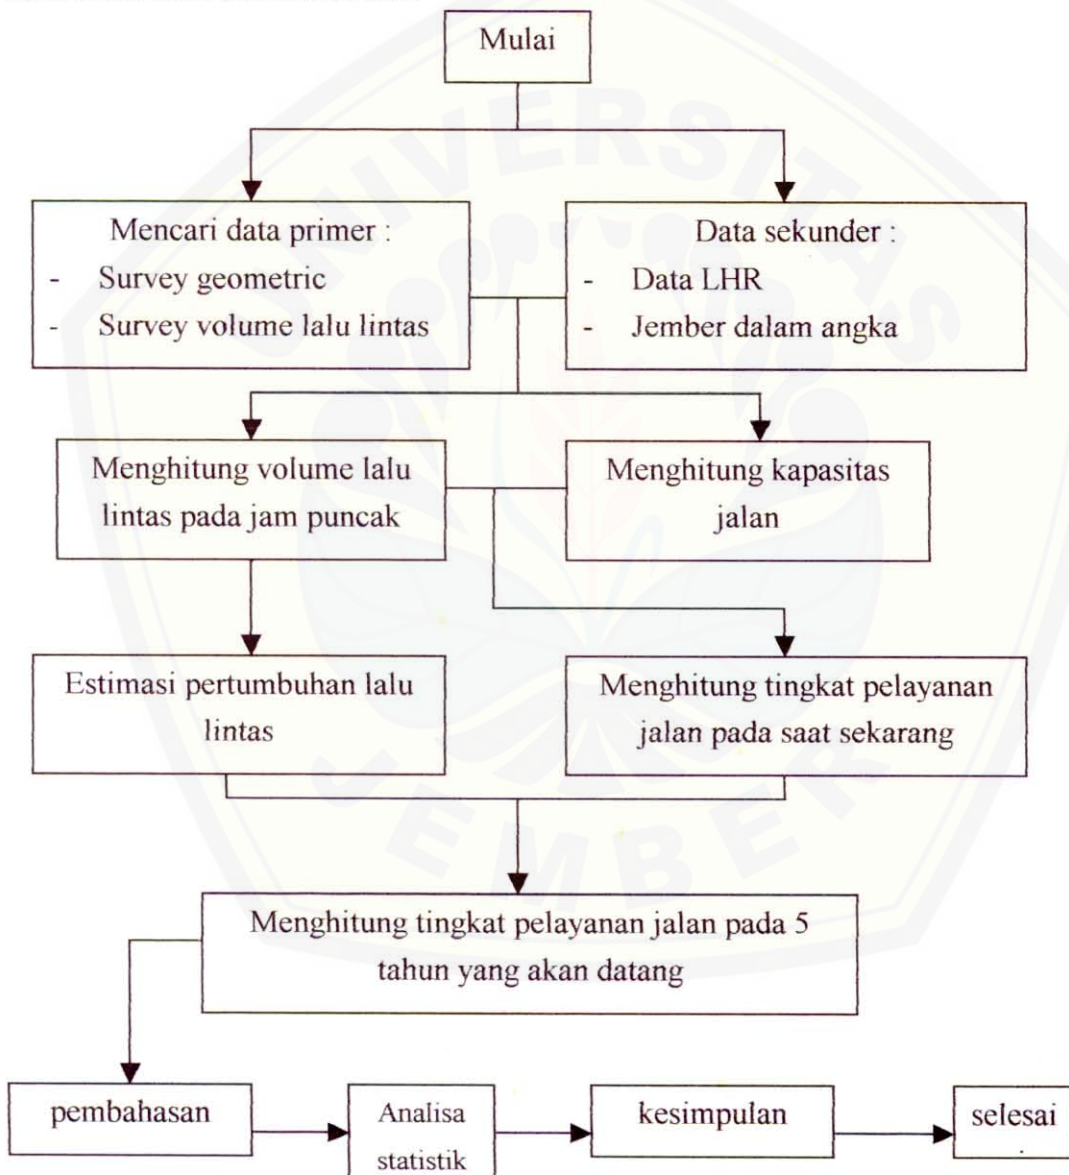 Mulai
Mencari data primer :
- Survey geometric
- Survey volume lalu lintas
Data sekunder :
- Data LHR
- Jember dalam angka
Menghitung volume lalu
lintas pada jam puncak
Menghitung kapasitas
jalan
Estimasi pertumbuhan lalu
lintas
Menghitung tingkat pelayanan
jalan pada saat sekarang
Menghitung tingkat pelayanan jalan pada 5
tahun yang akan datang
pembahasan
Analisa
statistik
kesimpulan
selesai
.
UNIVERSITAS
JEMBER